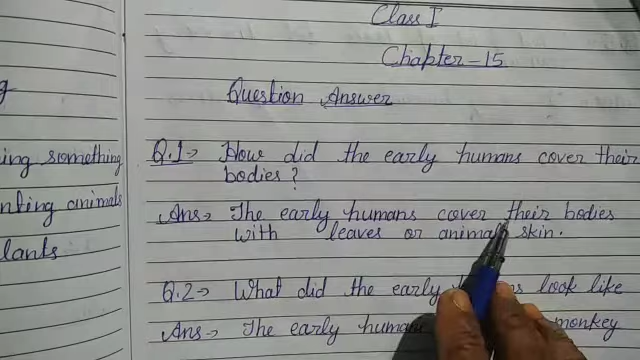 Class I
Chapter-15
Question Answer
ing something
nting animals
lants
Q.1→ How did the early humans cover their
bodies?
Ans→ The early humans cover their bodies
with leaves or animal skin.
Q.2→ What did the early look like
Ans→ The early monkey